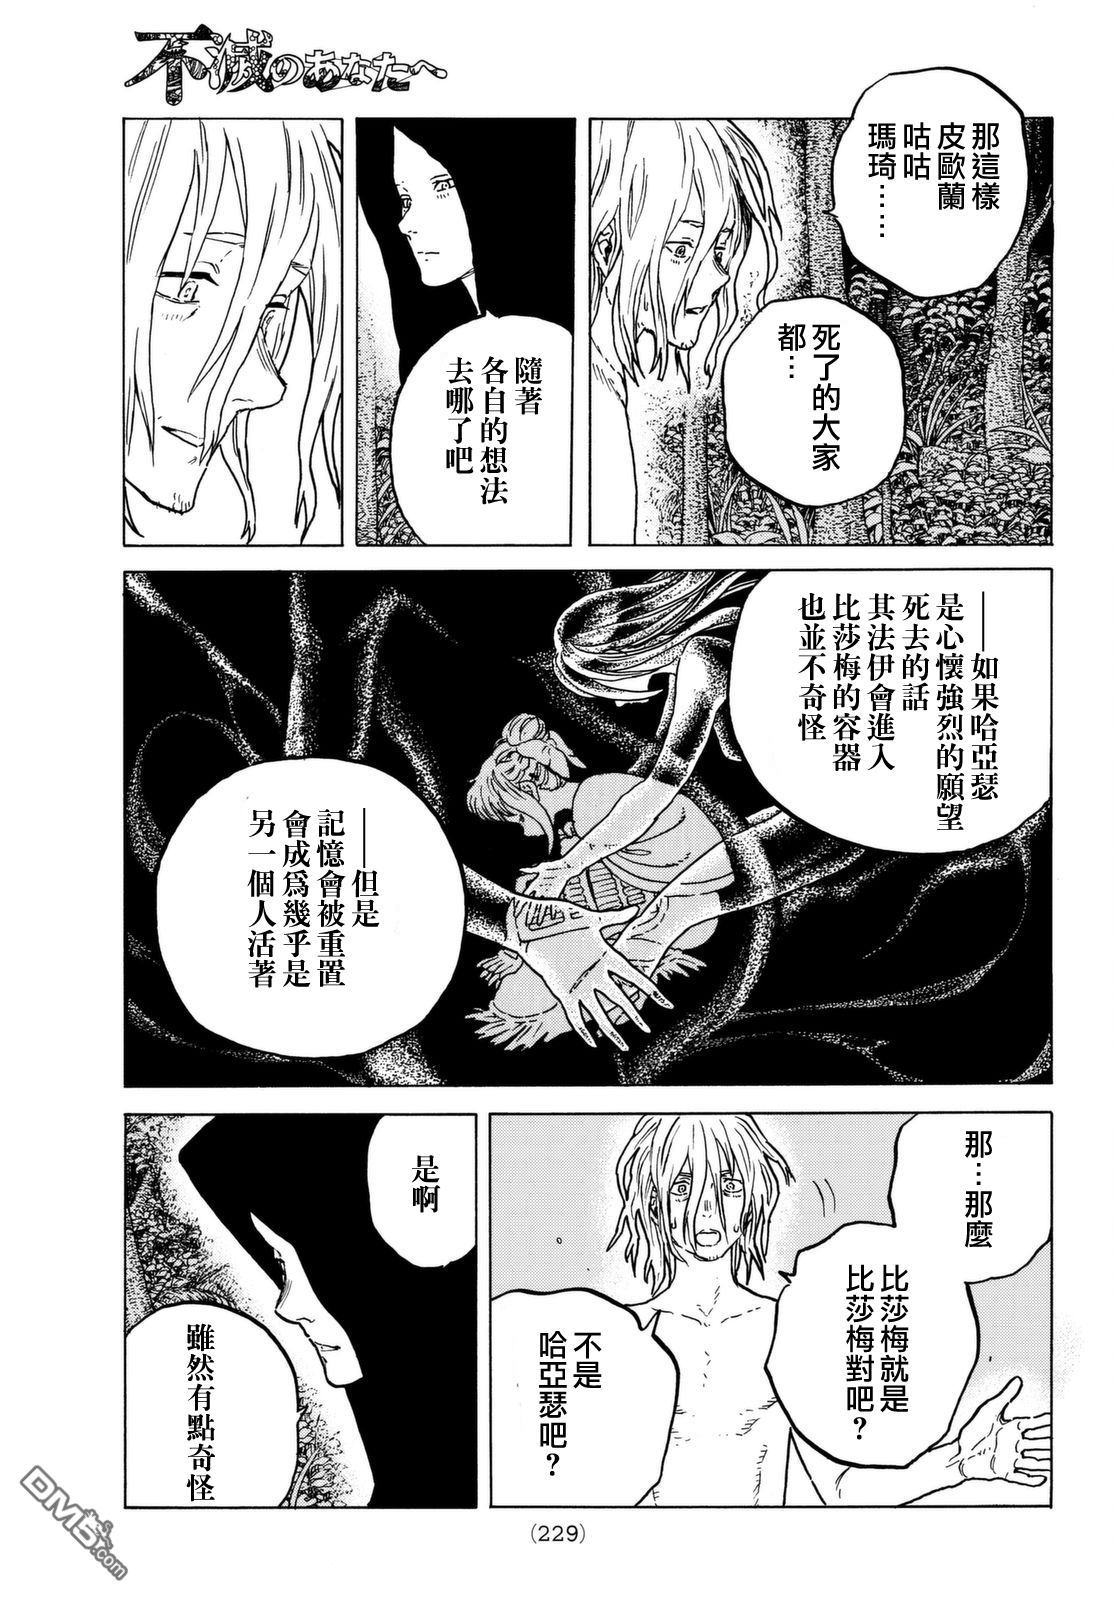 不滅のあなたへ
那這樣
皮歐蘭
咕咕
瑪琦……
死了的大家
都…
隨著
各自的想法
去哪了吧
——如果哈亞瑟
是心懷強烈的願望
死去的話
其法伊會進入
比莎梅的容器
也並不奇怪
——但是
記憶會被重置
會成爲幾乎是
另一個人活著
那…那麼
比莎梅就是
比莎梅對吧？
不是
哈亞瑟吧？
是啊
雖然有點奇怪
(229)
DM5.com